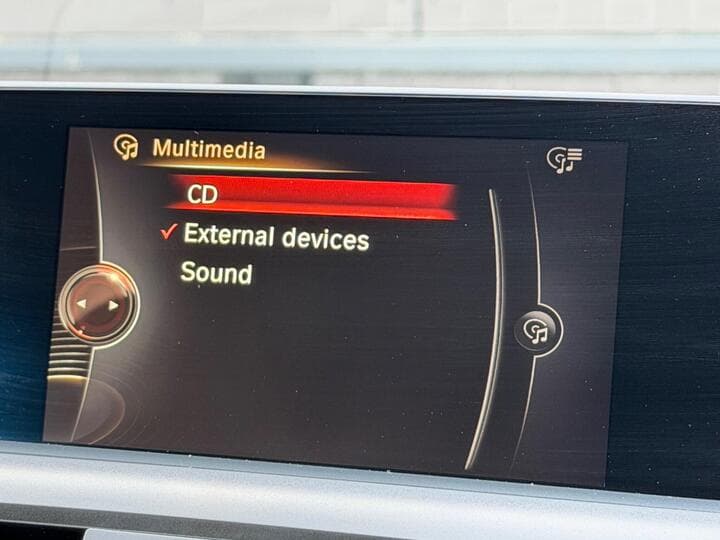 Multimedia
CD
External devices
Sound